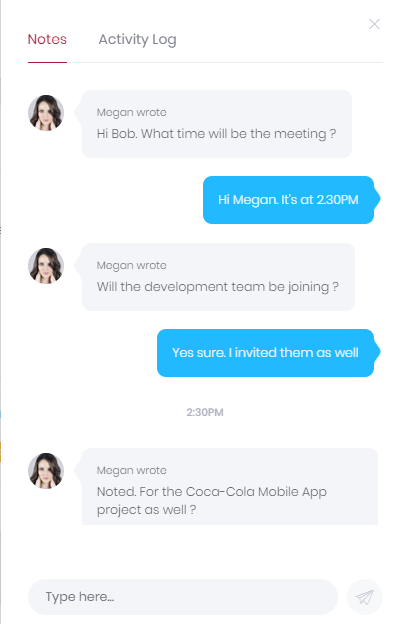 Notes
Activity Log
Megan wrote
Hi Bob. What time will be the meeting ?
Hi Megan. It's at 2.30PM
Megan wrote
Will the development team be joining ?
Yes sure. I invited them as well
2:30PM
Megan wrote
Noted. For the Coca-Cola Mobile App
project as well ?
Type here...